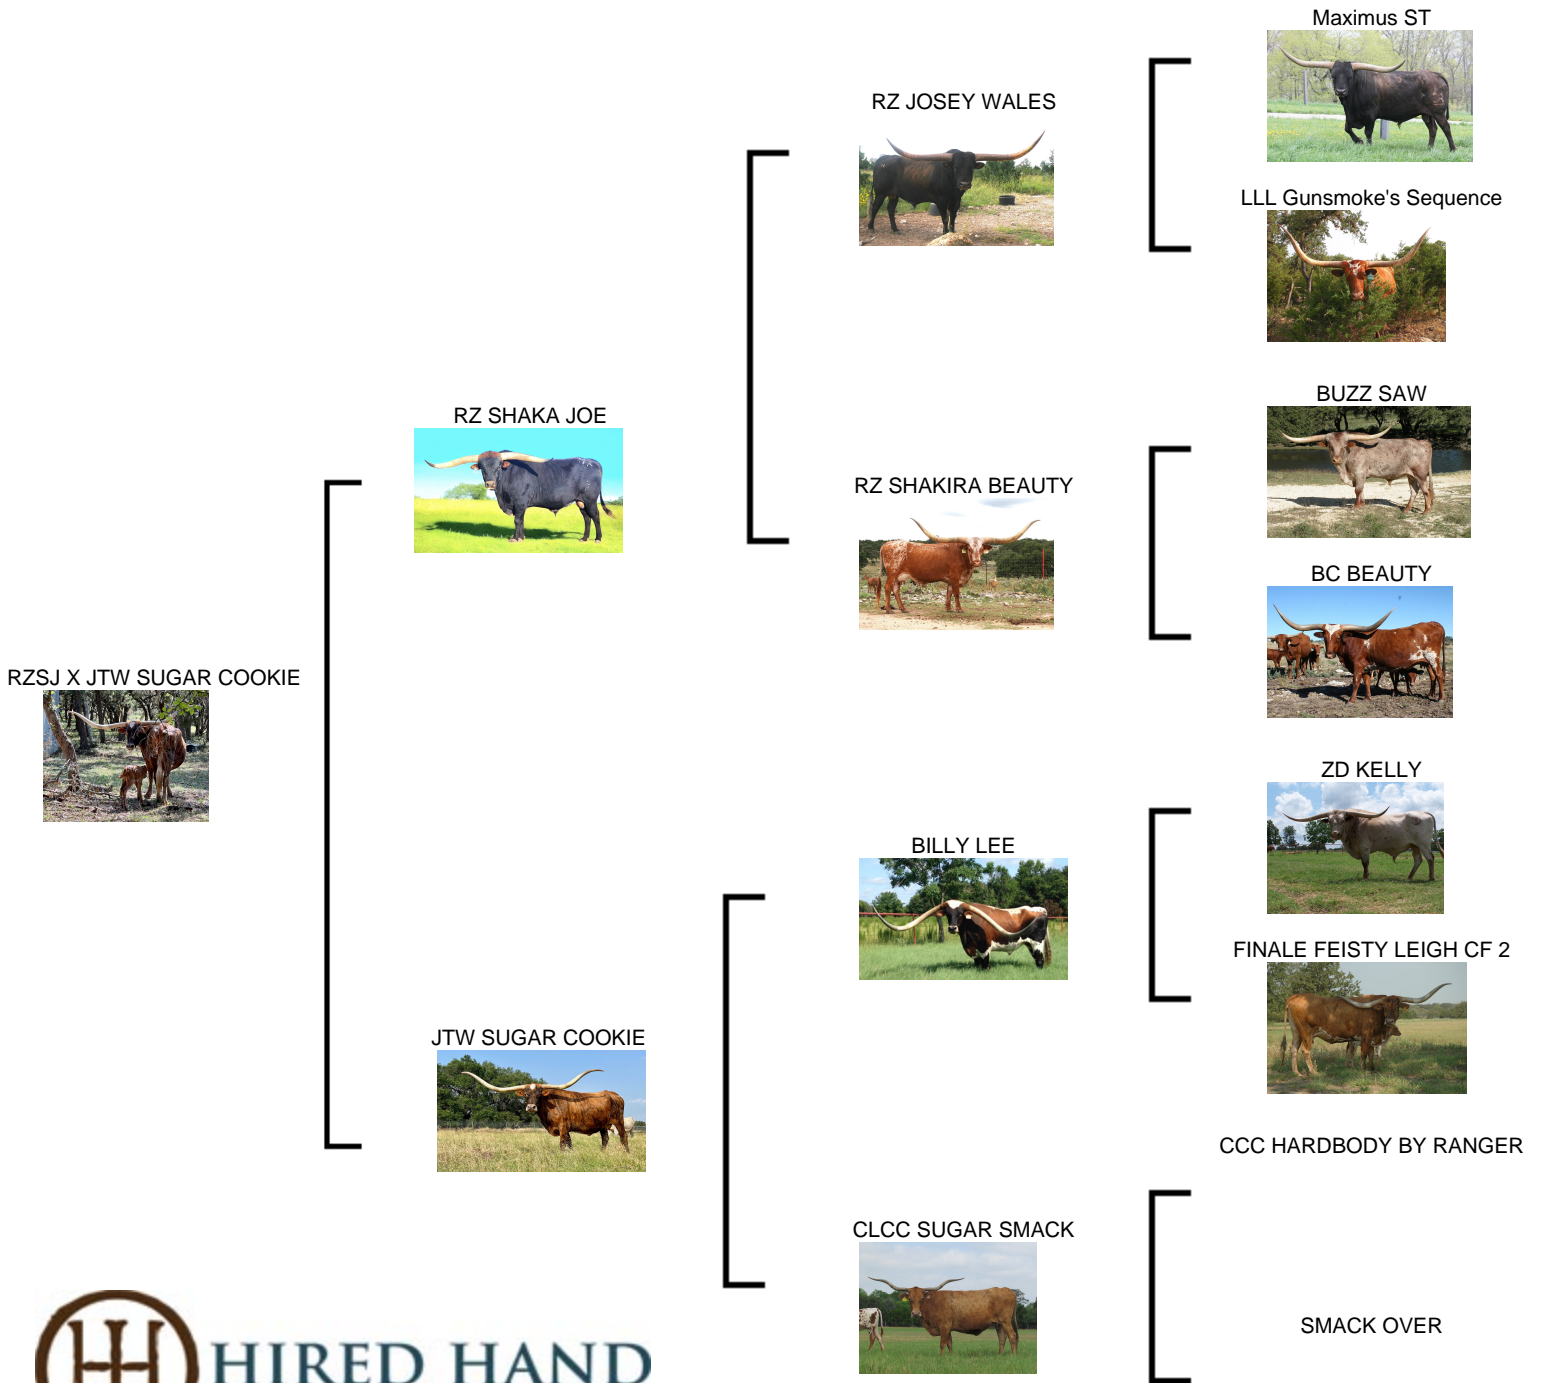 Maximus ST
RZ JOSEY WALES
LLL Gunsmoke's Sequence
BUZZ SAW
RZ SHAKA JOE
RZ SHAKIRA BEAUTY
BC BEAUTY
RZSJ X JTW SUGAR COOKIE
ZD KELLY
BILLY LEE
FINALE FEISTY LEIGH CF 2
JTW SUGAR COOKIE
CCC HARDBODY BY RANGER
CLCC SUGAR SMACK
SMACK OVER
HIRED HAND